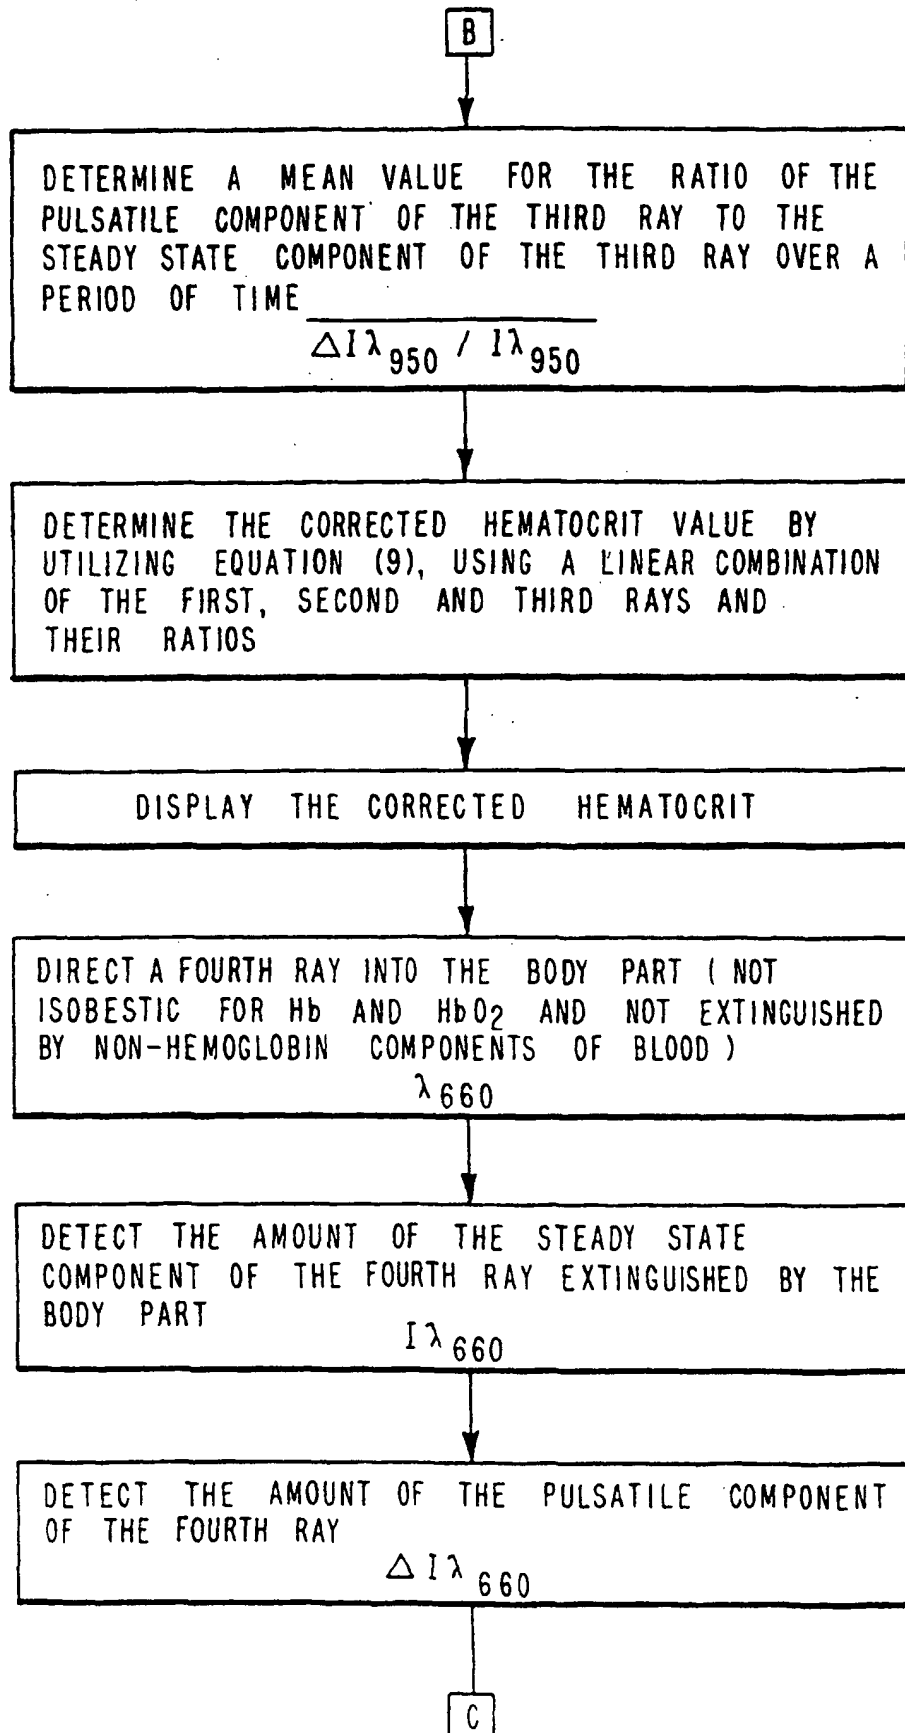 B
DETERMINE A MEAN VALUE FOR THE RATIO OF THE
PULSATILE COMPONENT OF THE THIRD RAY TO THE
STEADY STATE COMPONENT OF THE THIRD RAY OVER A
PERIOD OF TIME
ΔIλ950 / Iλ950
DETERMINE THE CORRECTED HEMATOCRIT VALUE BY
UTILIZING EQUATION (9), USING A LINEAR COMBINATION
OF THE FIRST, SECOND AND THIRD RAYS AND
THEIR RATIOS
DISPLAY THE CORRECTED HEMATOCRIT
DIRECT A FOURTH RAY INTO THE BODY PART (NOT
ISOBESTIC FOR Hb AND HbO2 AND NOT EXTINGUISHED
BY NON-HEMOGLOBIN COMPONENTS OF BLOOD)
λ660
DETECT THE AMOUNT OF THE STEADY STATE
COMPONENT OF THE FOURTH RAY EXTINGUISHED BY THE
BODY PART
Iλ660
DETECT THE AMOUNT OF THE PULSATILE COMPONENT
OF THE FOURTH RAY
ΔIλ660
C